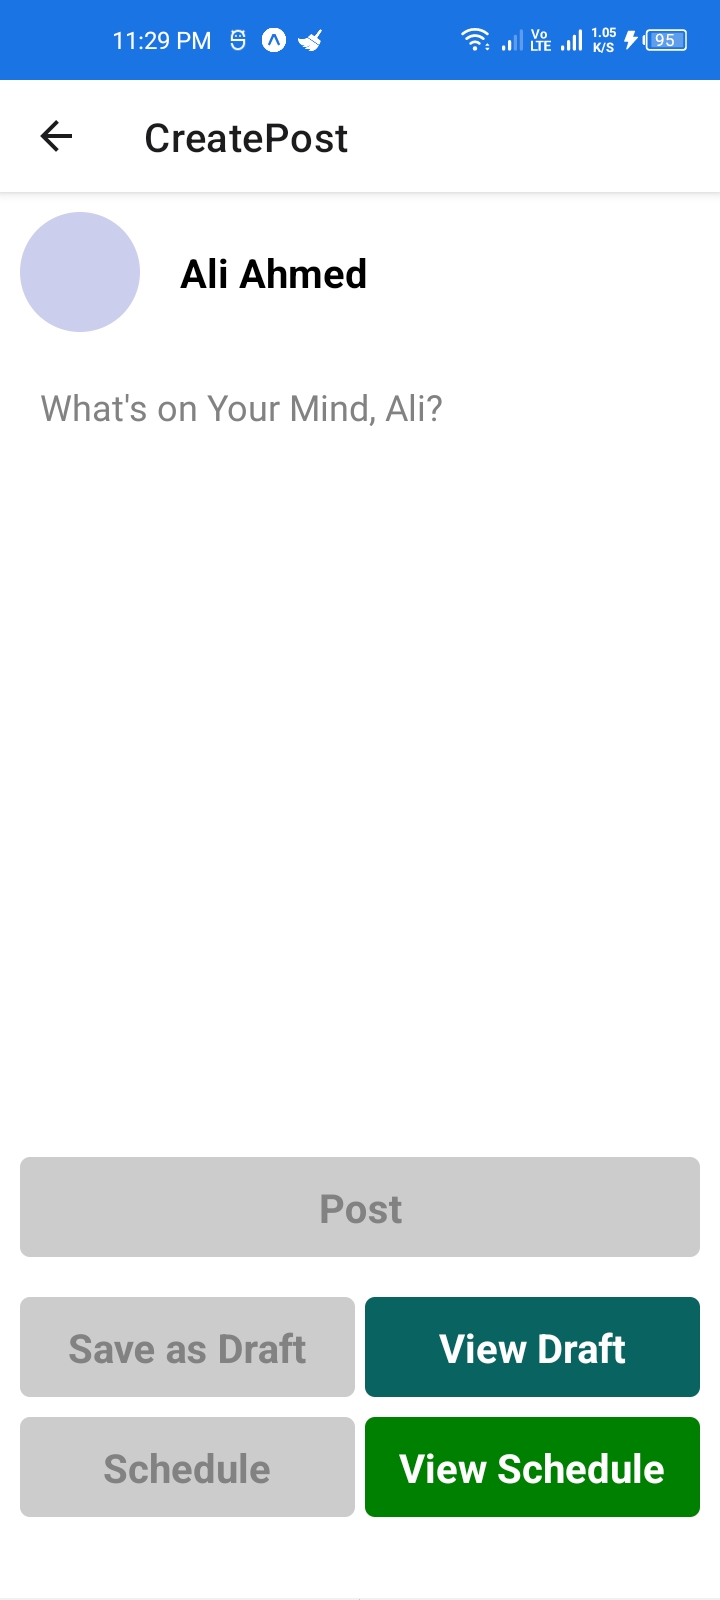 11:29 PM Vo LTE 1.05 K/S 95
CreatePost
Ali Ahmed
What's on Your Mind, Ali?
Post
Save as Draft View Draft
Schedule View Schedule